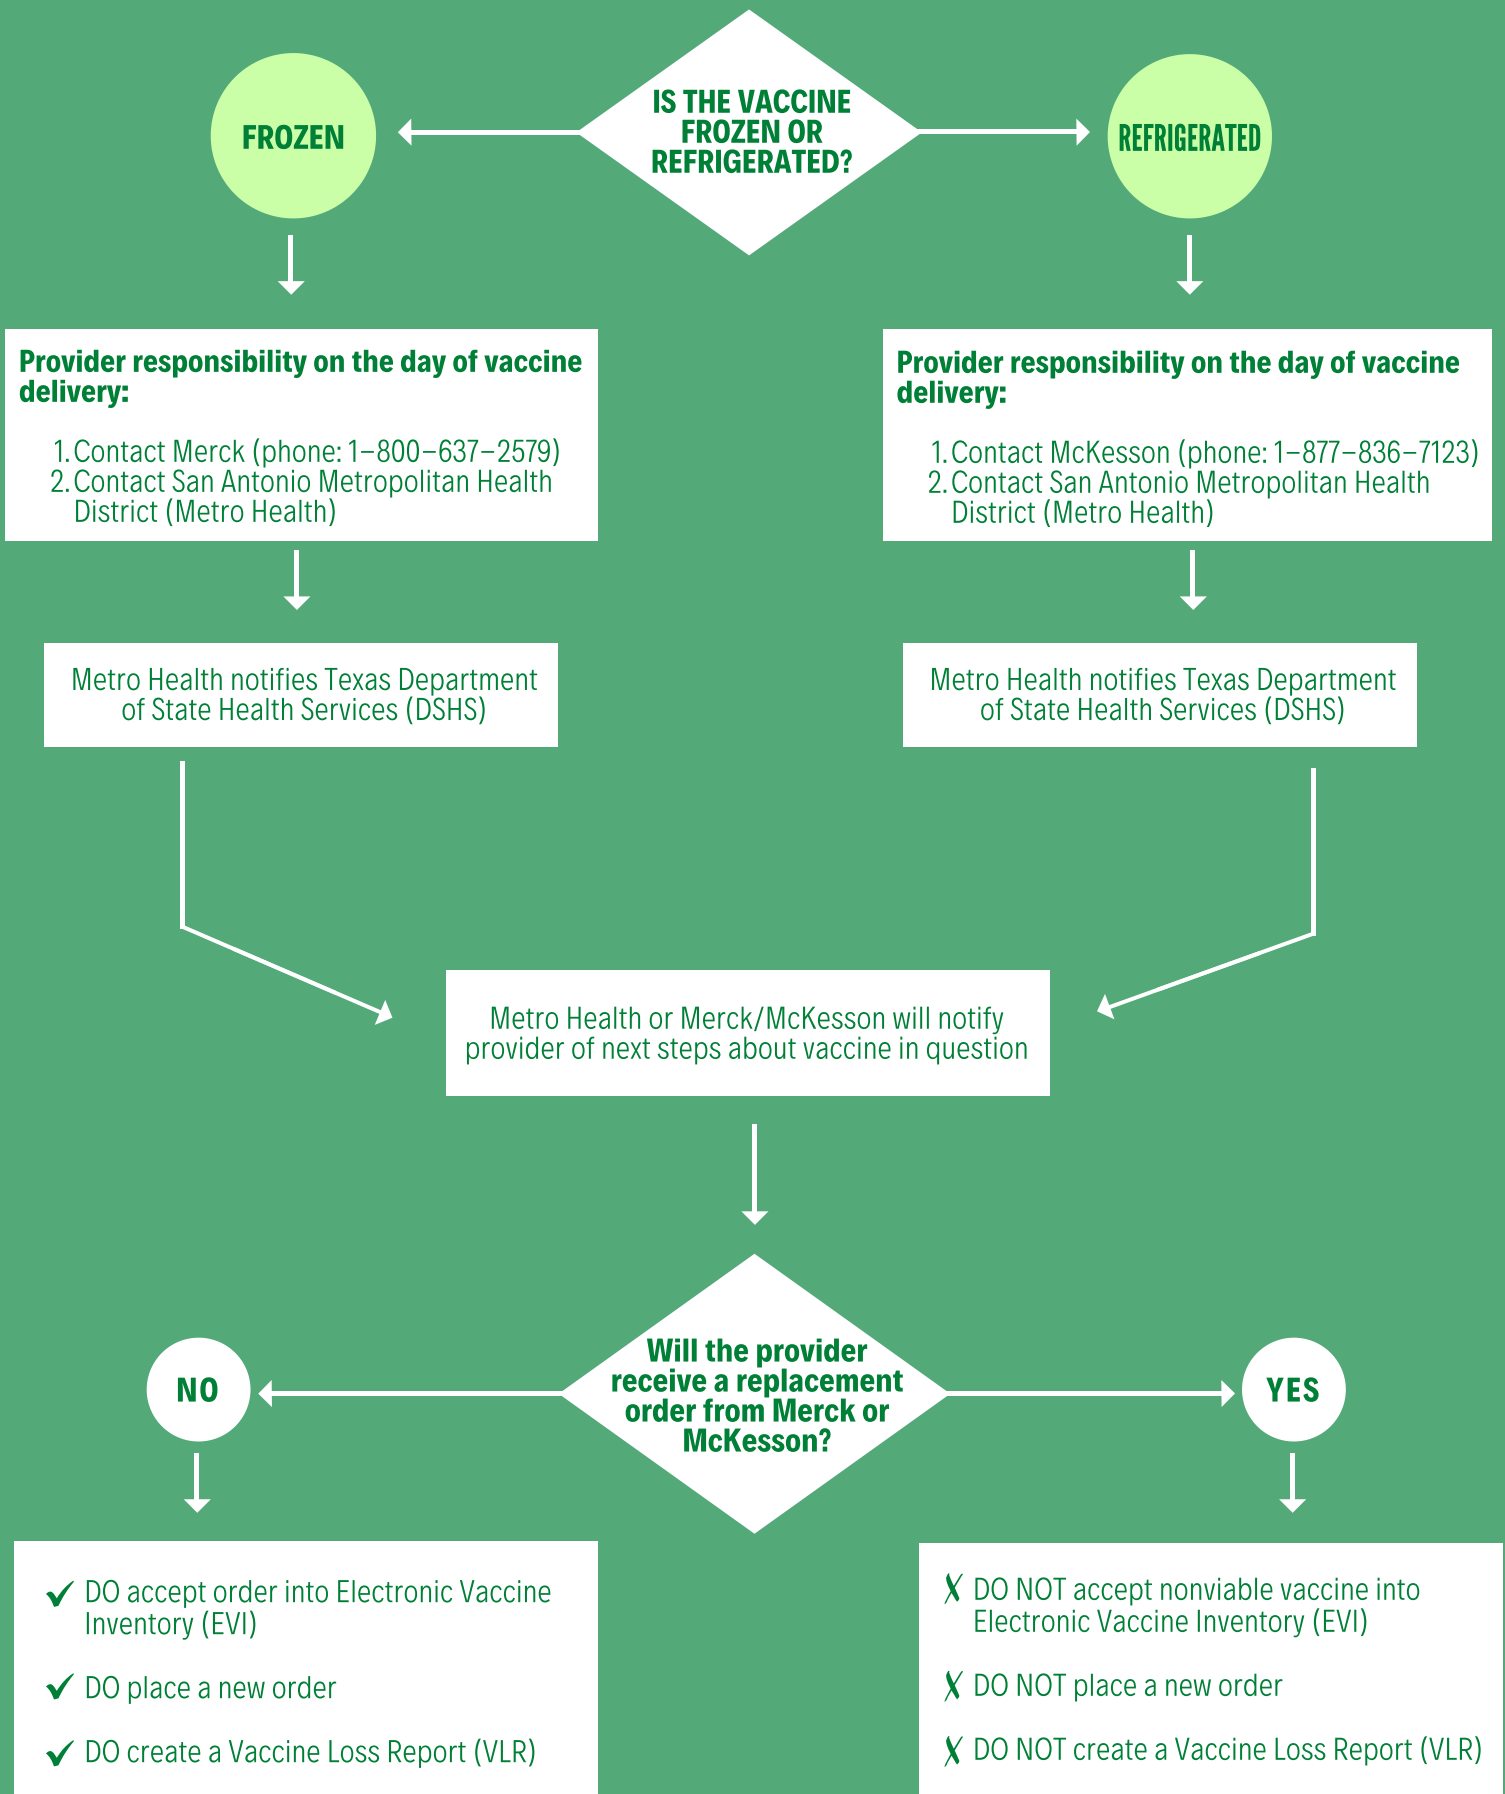 IS THE VACCINE
FROZEN OR
REFRIGERATED?
FROZEN
REFRIGERATED
Provider responsibility on the day of vaccine
delivery:
1. Contact Merck (phone: 1–800–637–2579)
2. Contact San Antonio Metropolitan Health
District (Metro Health)
Provider responsibility on the day of vaccine
delivery:
1. Contact McKesson (phone: 1–877–836–7123)
2. Contact San Antonio Metropolitan Health
District (Metro Health)
Metro Health notifies Texas Department
of State Health Services (DSHS)
Metro Health notifies Texas Department
of State Health Services (DSHS)
Metro Health or Merck/McKesson will notify
provider of next steps about vaccine in question
Will the provider
receive a replacement
order from Merck or
McKesson?
NO
YES
✓ DO accept order into Electronic Vaccine
Inventory (EVI)
✓ DO place a new order
✓ DO create a Vaccine Loss Report (VLR)
✗ DO NOT accept nonviable vaccine into
Electronic Vaccine Inventory (EVI)
✗ DO NOT place a new order
✗ DO NOT create a Vaccine Loss Report (VLR)